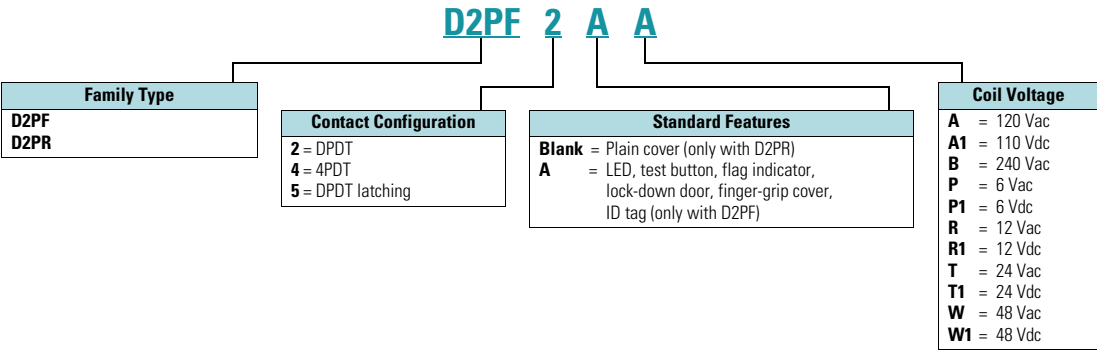 D2PF 2 A A
Family Type
D2PF
D2PR
Contact Configuration
2 = DPDT
4 = 4PDT
5 = DPDT latching
Standard Features
Blank = Plain cover (only with D2PR)
A = LED, test button, flag indicator,
lock-down door, finger-grip cover,
ID tag (only with D2PF)
Coil Voltage
A = 120 Vac
A1 = 110 Vdc
B = 240 Vac
P = 6 Vac
P1 = 6 Vdc
R = 12 Vac
R1 = 12 Vdc
T = 24 Vac
T1 = 24 Vdc
W = 48 Vac
W1 = 48 Vdc